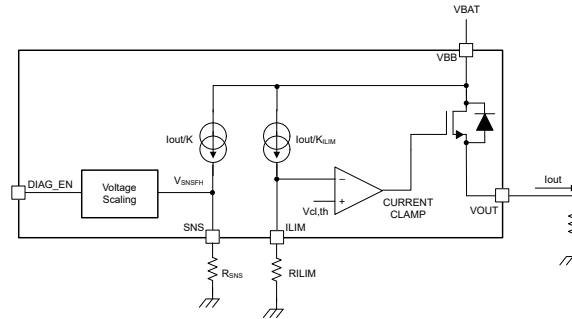 VBAT
VBB
Iout/K
Iout/KILIM
DIAG_EN
Voltage
Scaling
VSNSFH
−
+
Vcl,th
CURRENT
CLAMP
Iout
VOUT
SNS
ILIM
RSNS
RILIM